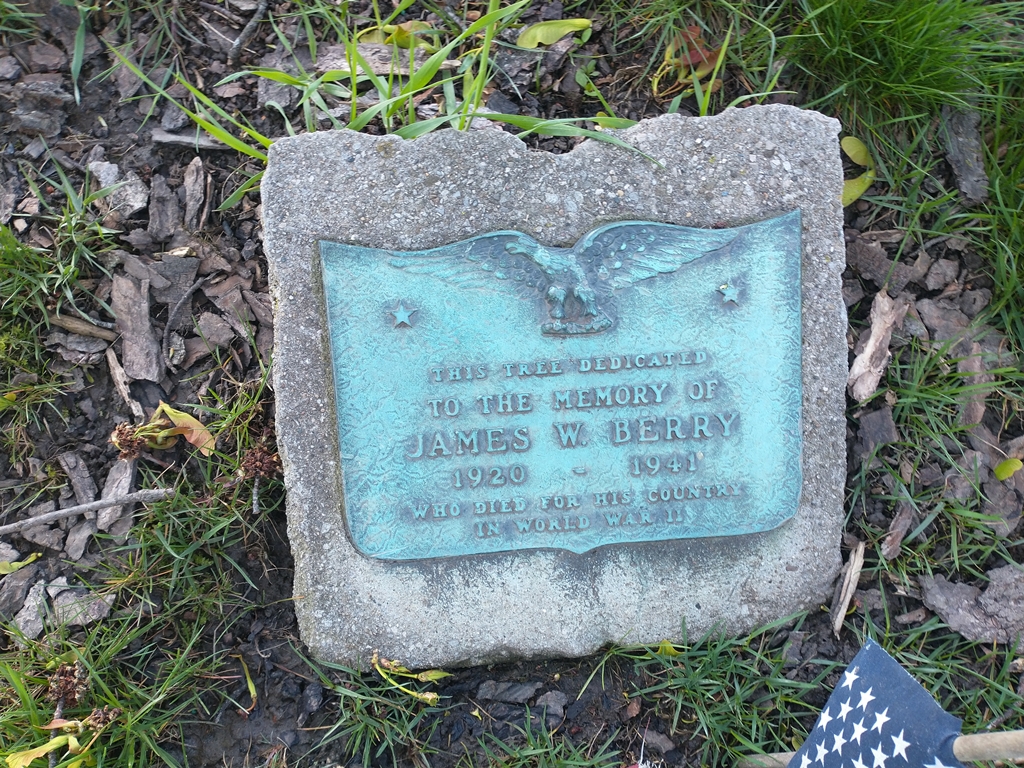 THIS TREE DEDICATED
TO THE MEMORY OF
JAMES W. BERRY
1920 - 1941
WHO DIED FOR HIS COUNTRY
IN WORLD WAR II